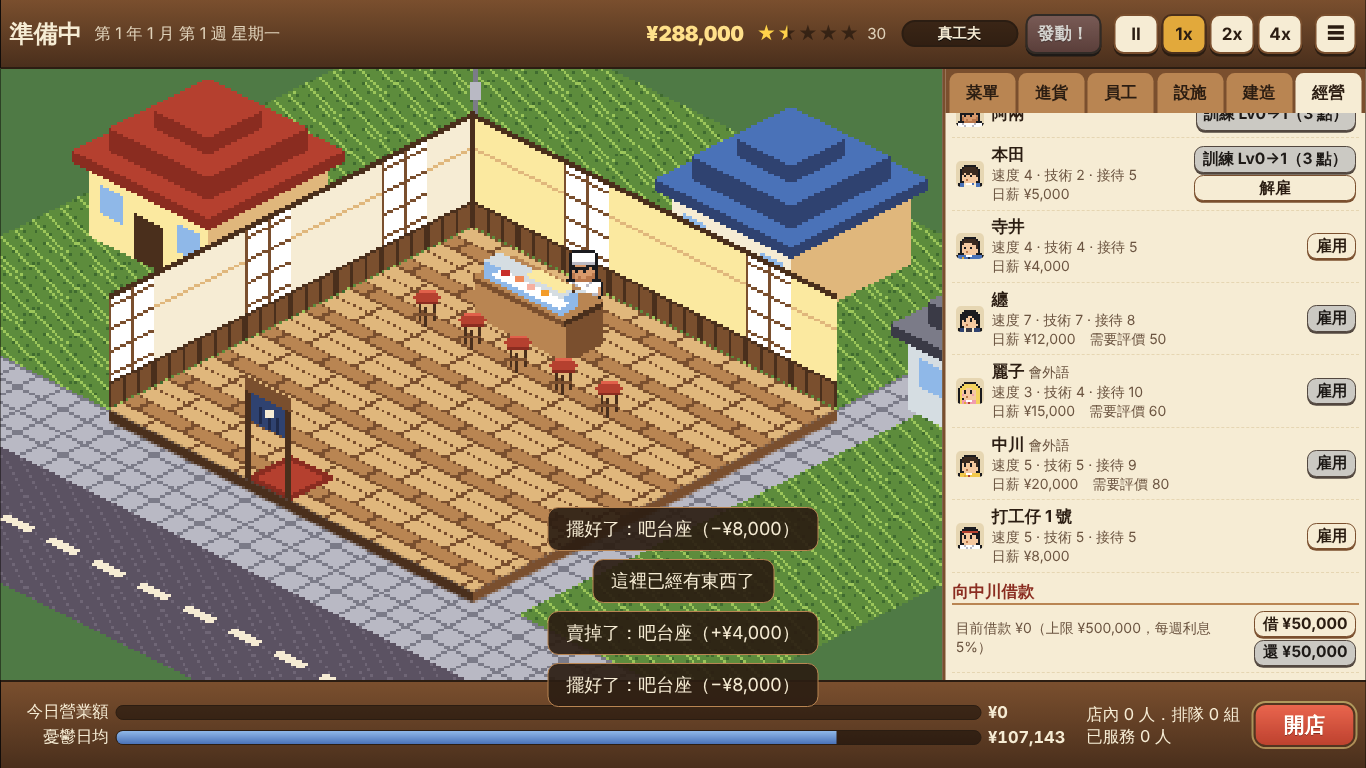 準備中
第 1 年 1 月 第 1 週 星期一
¥288,000
30
真工夫
發動！
II
1x
2x
4x
菜單
進貨
員工
設施
建造
經營
阿兩
訓練 Lv0→1（3 點）
本田
速度 4 · 技術 2 · 接待 5
日薪 ¥5,000
訓練 Lv0→1（3 點）
解雇
寺井
速度 4 · 技術 4 · 接待 5
日薪 ¥4,000
雇用
纏
速度 7 · 技術 7 · 接待 8
日薪 ¥12,000 需要評價 50
雇用
麗子 會外語
速度 3 · 技術 4 · 接待 10
日薪 ¥15,000 需要評價 60
雇用
中川 會外語
速度 5 · 技術 5 · 接待 9
日薪 ¥20,000 需要評價 80
雇用
打工仔 1 號
速度 5 · 技術 5 · 接待 5
日薪 ¥8,000
雇用
向中川借款
目前借款 ¥0（上限 ¥500,000，每週利息
5%）
借 ¥50,000
還 ¥50,000
擺好了：吧台座（−¥8,000）
這裡已經有東西了
賣掉了：吧台座（+¥4,000）
擺好了：吧台座（−¥8,000）
今日營業額
¥0
憂鬱日均
¥107,143
店內 0 人．排隊 0 組
已服務 0 人
開店